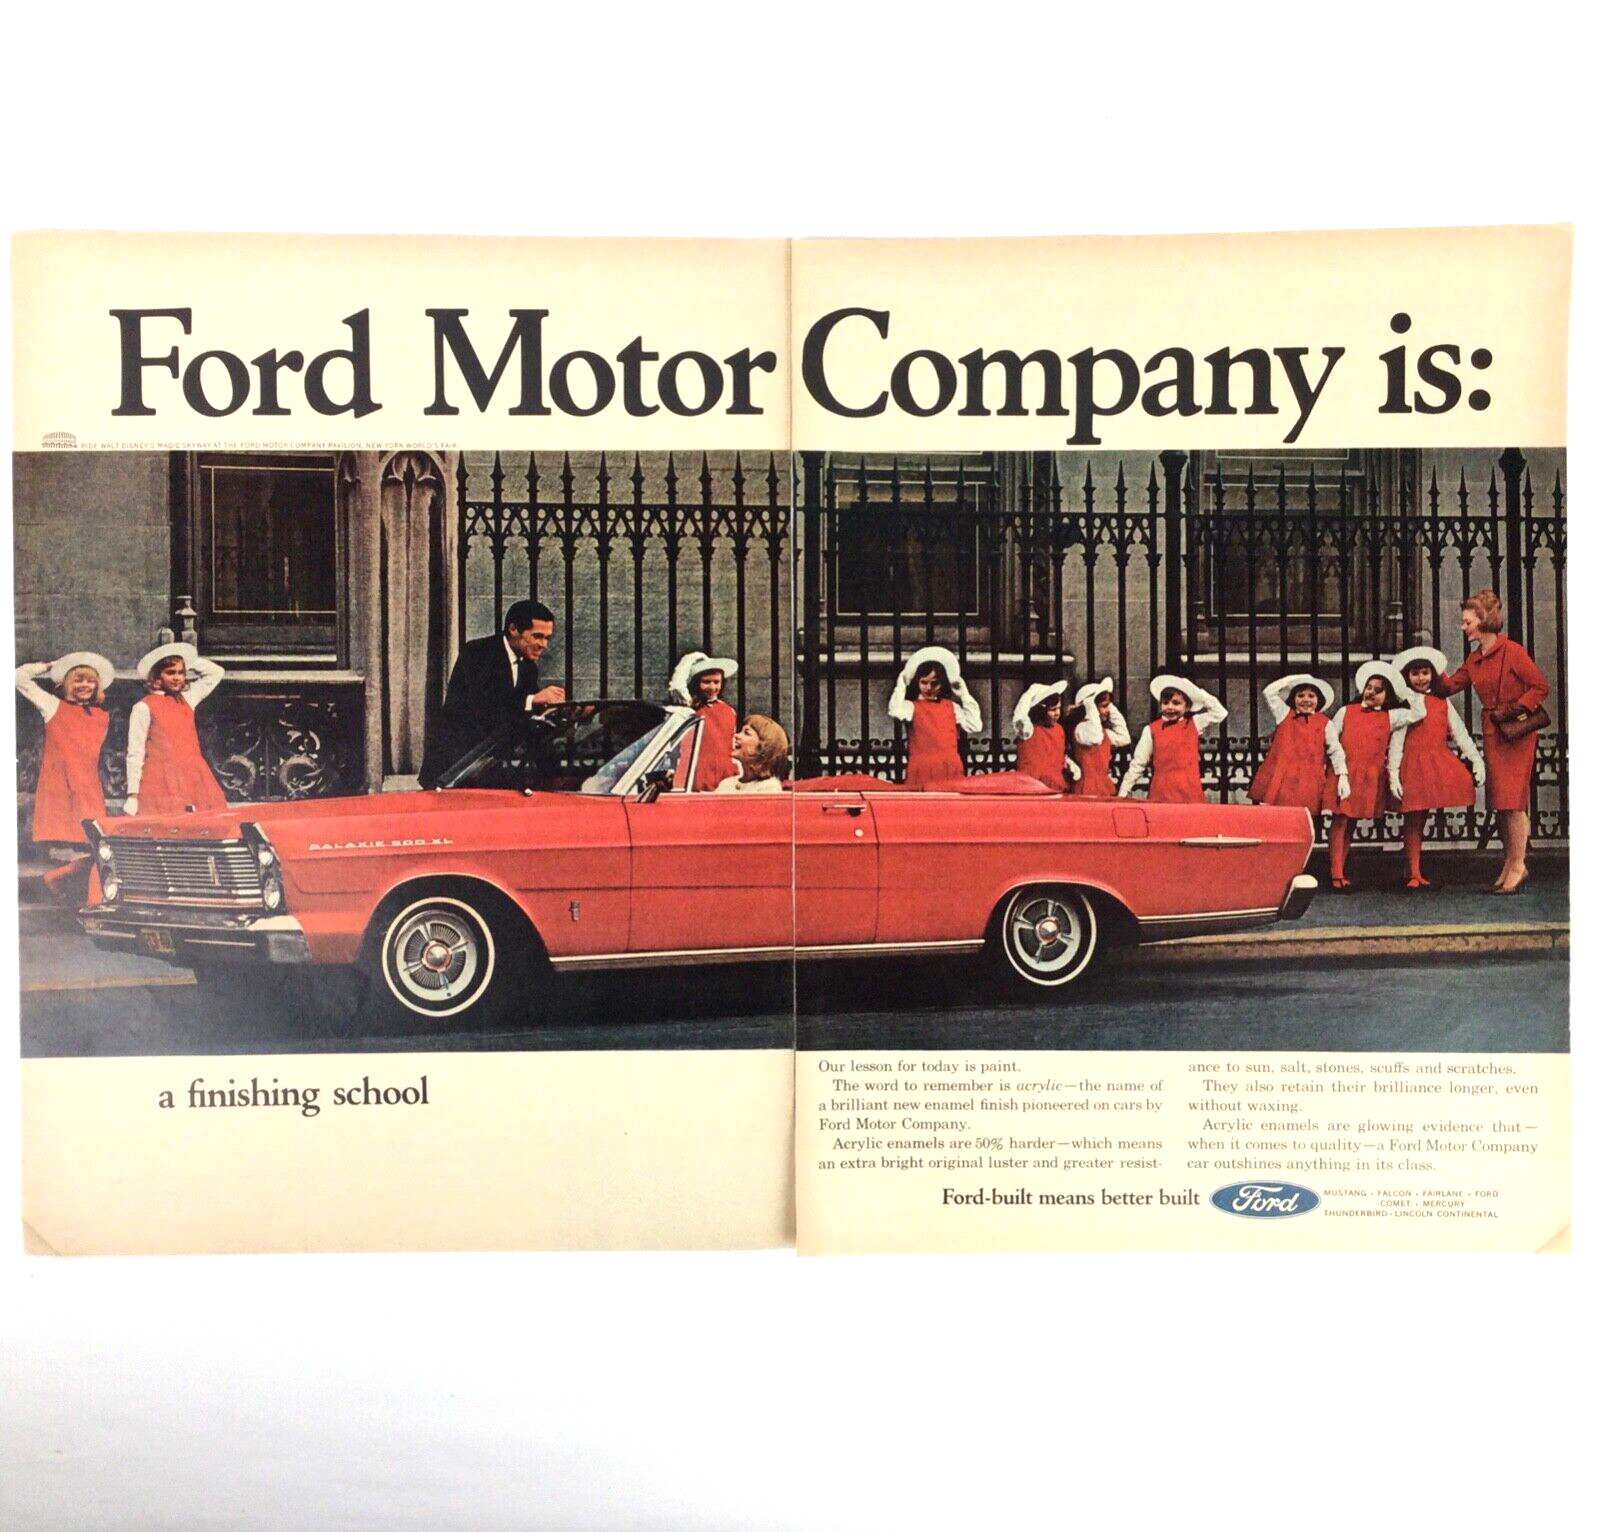 Ford Motor Company is:
RIDE WALT DISNEY'S MAGIC SKYWAY AT THE FORD MOTOR COMPANY PAVILION, NEW YORK WORLD'S FAIR
GALAXIE 500 XL
a finishing school
Our lesson for today is paint.
The word to remember is acrylic—the name of
a brilliant new enamel finish pioneered on cars by
Ford Motor Company.
Acrylic enamels are 50% harder—which means
an extra bright original luster and greater resist-
ance to sun, salt, stones, scuffs and scratches.
They also retain their brilliance longer, even
without waxing.
Acrylic enamels are glowing evidence that—
when it comes to quality—a Ford Motor Company
car outshines anything in its class.
Ford-built means better built
Ford
MUSTANG • FALCON • FAIRLANE • FORD
COMET • MERCURY
THUNDERBIRD • LINCOLN CONTINENTAL